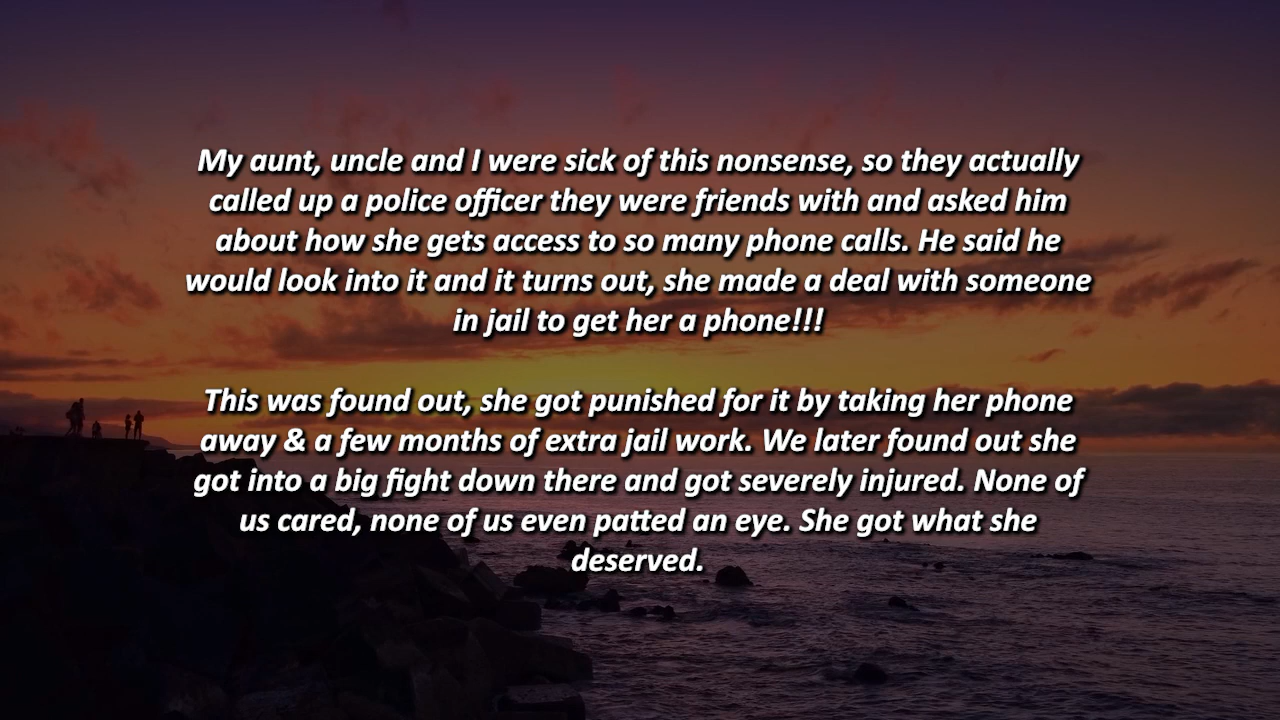 My aunt, uncle and I were sick of this nonsense, so they actually
called up a police officer they were friends with and asked him
about how she gets access to so many phone calls. He said he
would look into it and it turns out, she made a deal with someone
in jail to get her a phone!!!
This was found out, she got punished for it by taking her phone
away & a few months of extra jail work. We later found out she
got into a big fight down there and got severely injured. None of
us cared, none of us even patted an eye. She got what she
deserved.